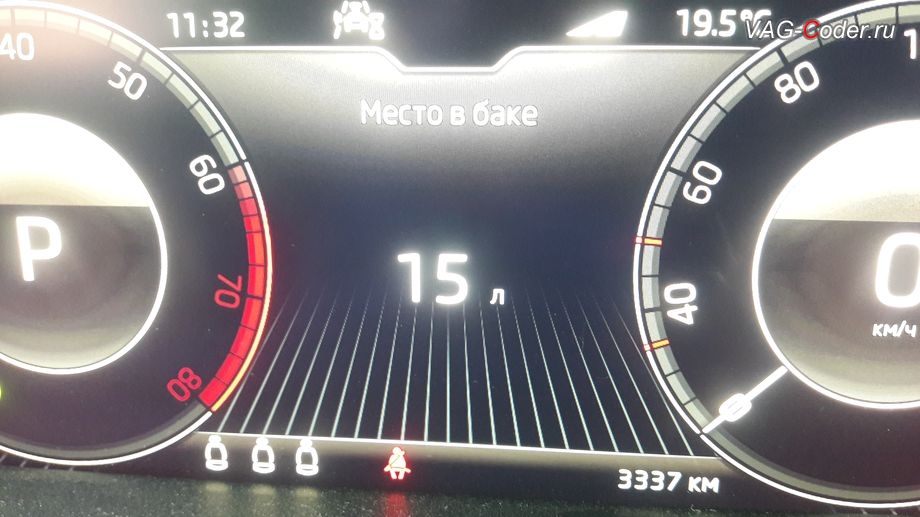 11:32
19.5°C
VAG-Coder.ru
Место в баке
15 л
40
50
60
70
80
P
80
60
40
0
0
км/ч
3337 км